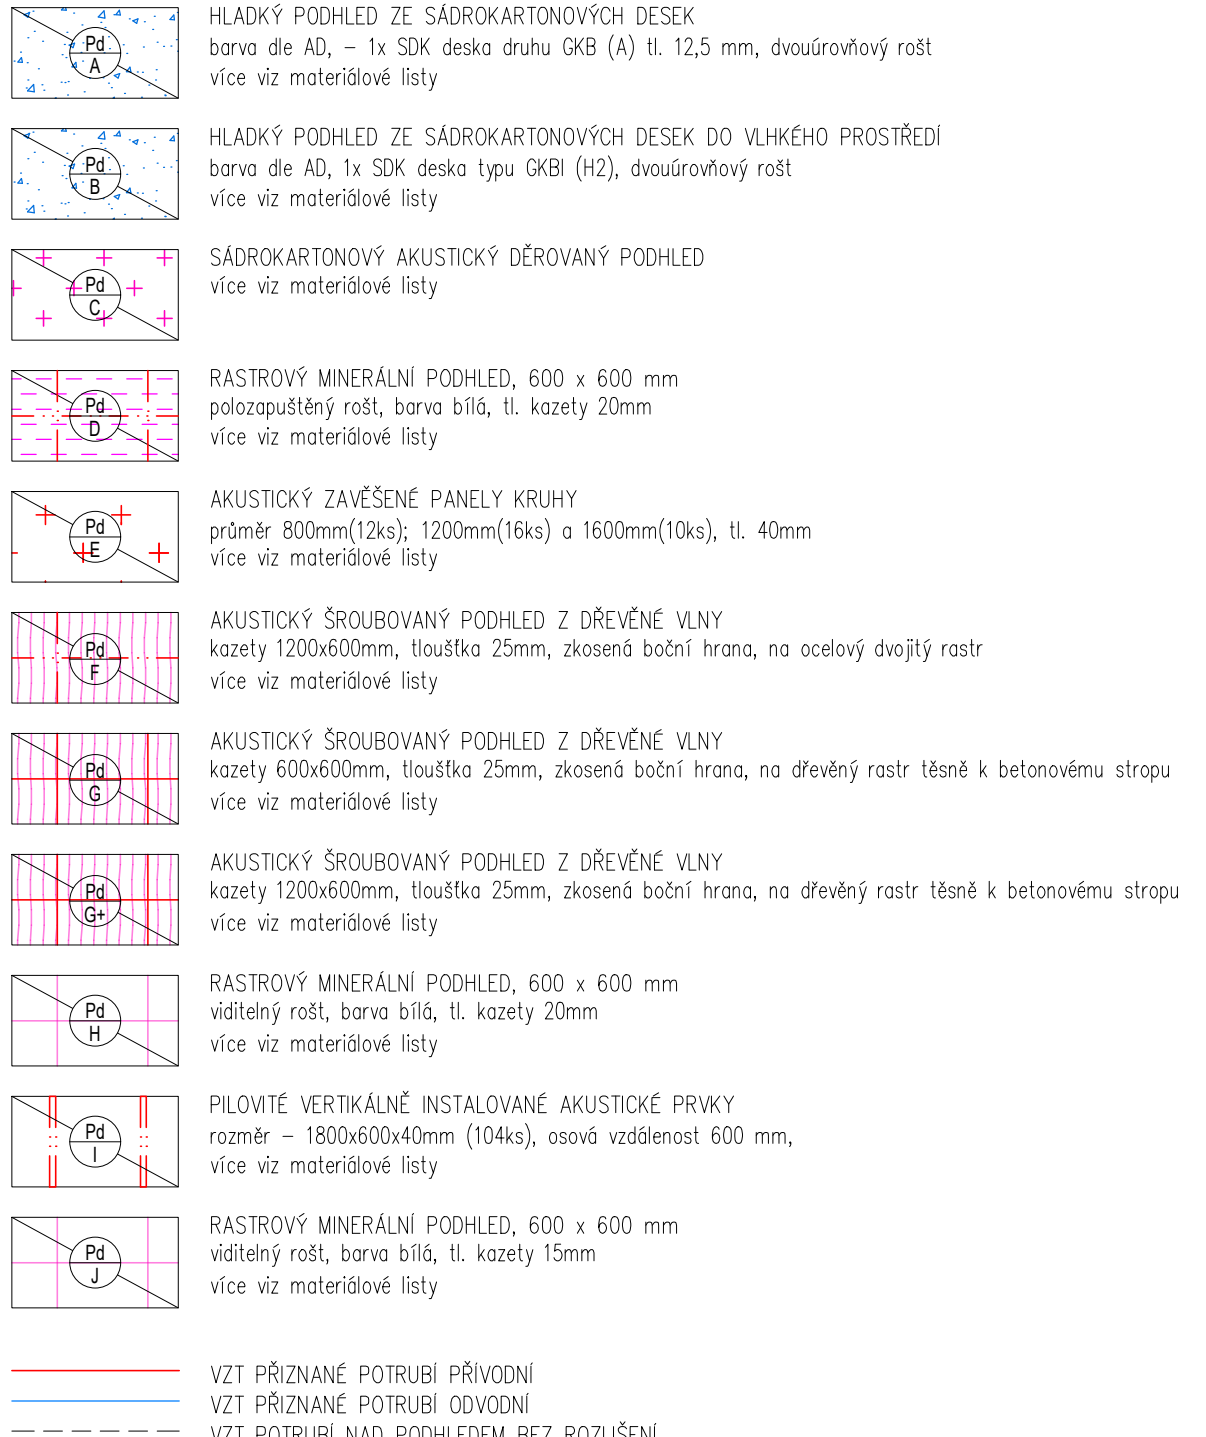 HLADKÝ PODHLED ZE SÁDROKARTONOVÝCH DESEK
Pd
A
barva dle AD, – 1x SDK deska druhu GKB (A) tl. 12,5 mm, dvouúrovňový rošt
více viz materiálové listy
HLADKÝ PODHLED ZE SÁDROKARTONOVÝCH DESEK DO VLHKÉHO PROSTŘEDÍ
Pd
B
barva dle AD, 1x SDK deska typu GKBI (H2), dvouúrovňový rošt
více viz materiálové listy
SÁDROKARTONOVÝ AKUSTICKÝ DĚROVANÝ PODHLED
Pd
C
více viz materiálové listy
RASTROVÝ MINERÁLNÍ PODHLED, 600 x 600 mm
Pd
D
polozapuštěný rošt, barva bílá, tl. kazety 20mm
více viz materiálové listy
AKUSTICKÝ ZAVĚŠENÉ PANELY KRUHY
Pd
E
průměr 800mm(12ks); 1200mm(16ks) a 1600mm(10ks), tl. 40mm
více viz materiálové listy
AKUSTICKÝ ŠROUBOVANÝ PODHLED Z DŘEVĚNÉ VLNY
Pd
F
kazety 1200x600mm, tloušťka 25mm, zkosená boční hrana, na ocelový dvojitý rastr
více viz materiálové listy
AKUSTICKÝ ŠROUBOVANÝ PODHLED Z DŘEVĚNÉ VLNY
Pd
G
kazety 600x600mm, tloušťka 25mm, zkosená boční hrana, na dřevěný rastr těsně k betonovému stropu
více viz materiálové listy
AKUSTICKÝ ŠROUBOVANÝ PODHLED Z DŘEVĚNÉ VLNY
Pd
G+
kazety 1200x600mm, tloušťka 25mm, zkosená boční hrana, na dřevěný rastr těsně k betonovému stropu
více viz materiálové listy
RASTROVÝ MINERÁLNÍ PODHLED, 600 x 600 mm
Pd
H
viditelný rošt, barva bílá, tl. kazety 20mm
více viz materiálové listy
PILOVITÉ VERTIKÁLNĚ INSTALOVANÉ AKUSTICKÉ PRVKY
Pd
I
rozměr – 1800x600x40mm (104ks), osová vzdálenost 600 mm,
více viz materiálové listy
RASTROVÝ MINERÁLNÍ PODHLED, 600 x 600 mm
Pd
J
viditelný rošt, barva bílá, tl. kazety 15mm
více viz materiálové listy
VZT PŘIZNANÉ POTRUBÍ PŘÍVODNÍ
VZT PŘIZNANÉ POTRUBÍ ODVODNÍ
VZT POTRUBÍ NAD PODHLEDEM BEZ ROZLIŠENÍ